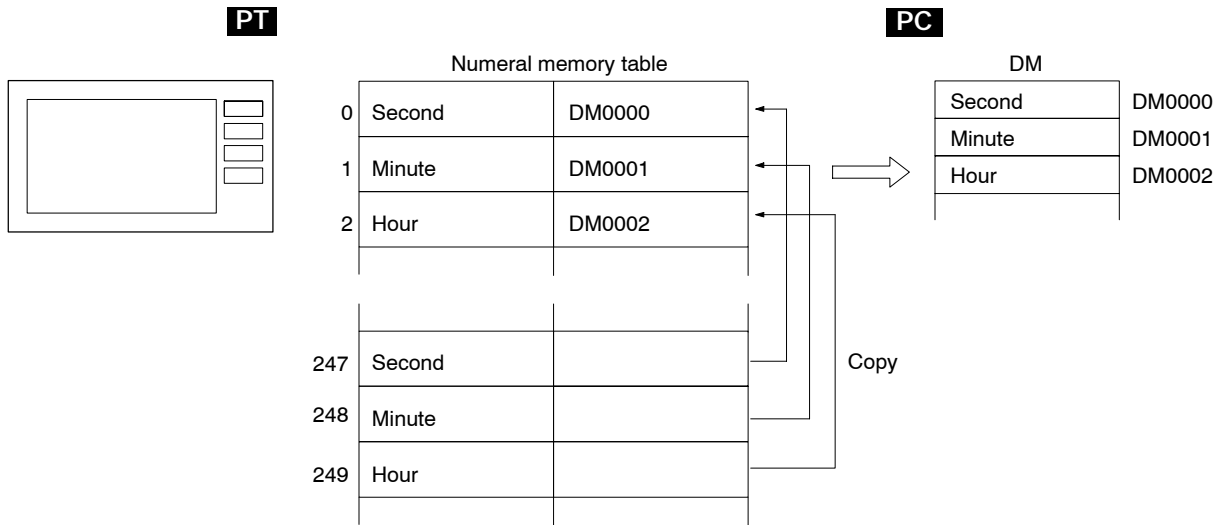 PT PC
Numeral memory table DM
0 Second DM0000 Second DM0000
1 Minute DM0001 Minute DM0001
2 Hour DM0002 Hour DM0002
247 Second Copy
248 Minute
249 Hour